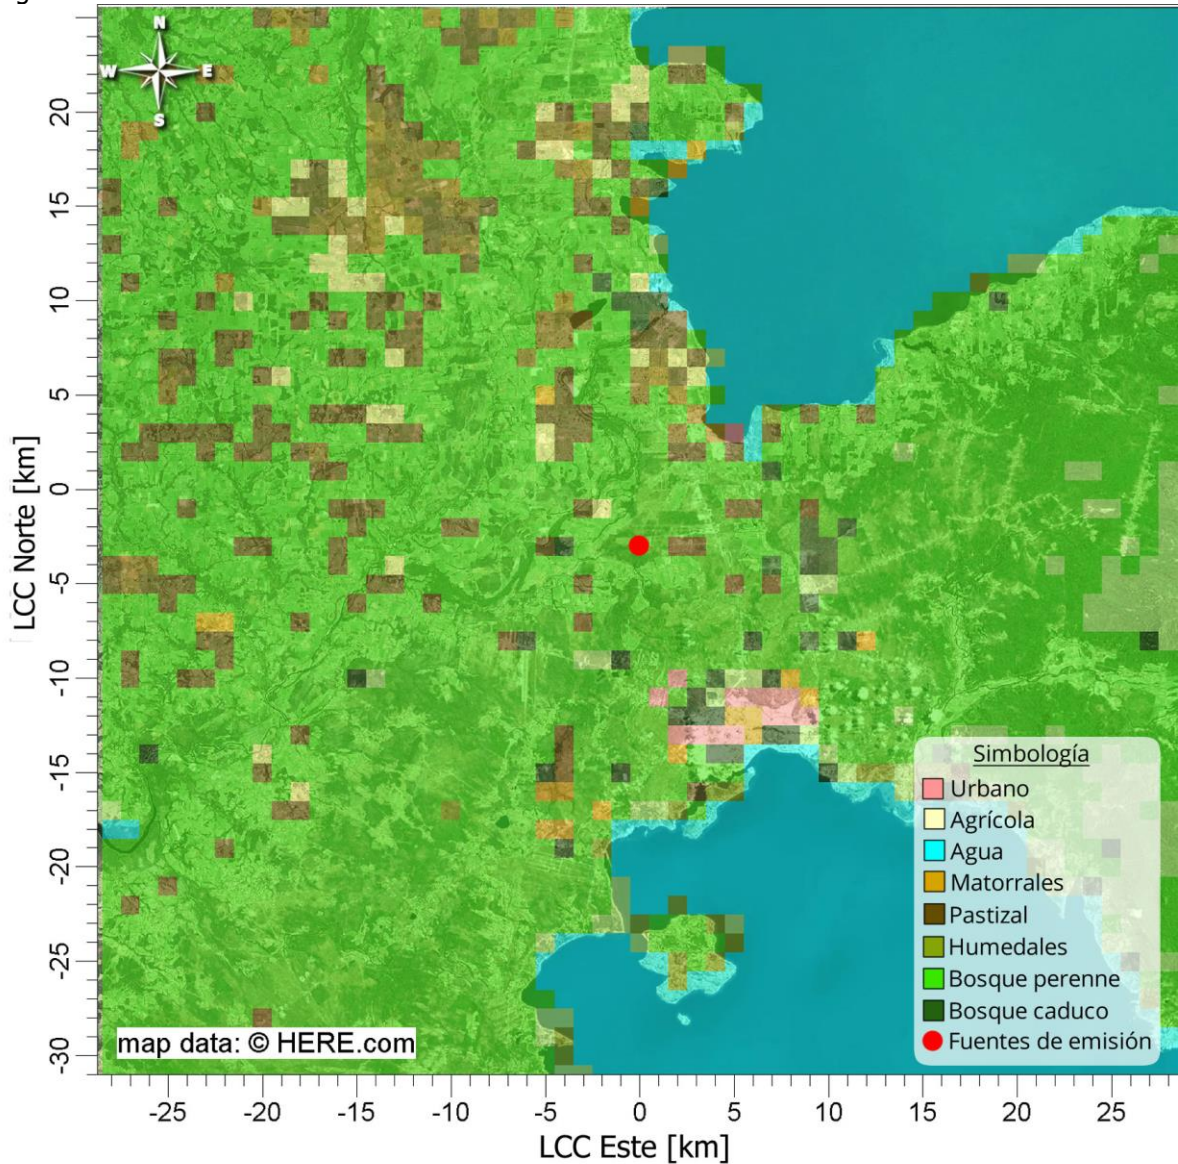 N
W E
S
20
15
10
5
0
-5
-10
-15
-20
-25
-30
LCC Norte [km]
Simbología
Urbano
Agrícola
Agua
Matorrales
Pastizal
Humedales
Bosque perenne
Bosque caduco
Fuentes de emisión
map data: © HERE.com
-25 -20 -15 -10 -5 0 5 10 15 20 25
LCC Este [km]